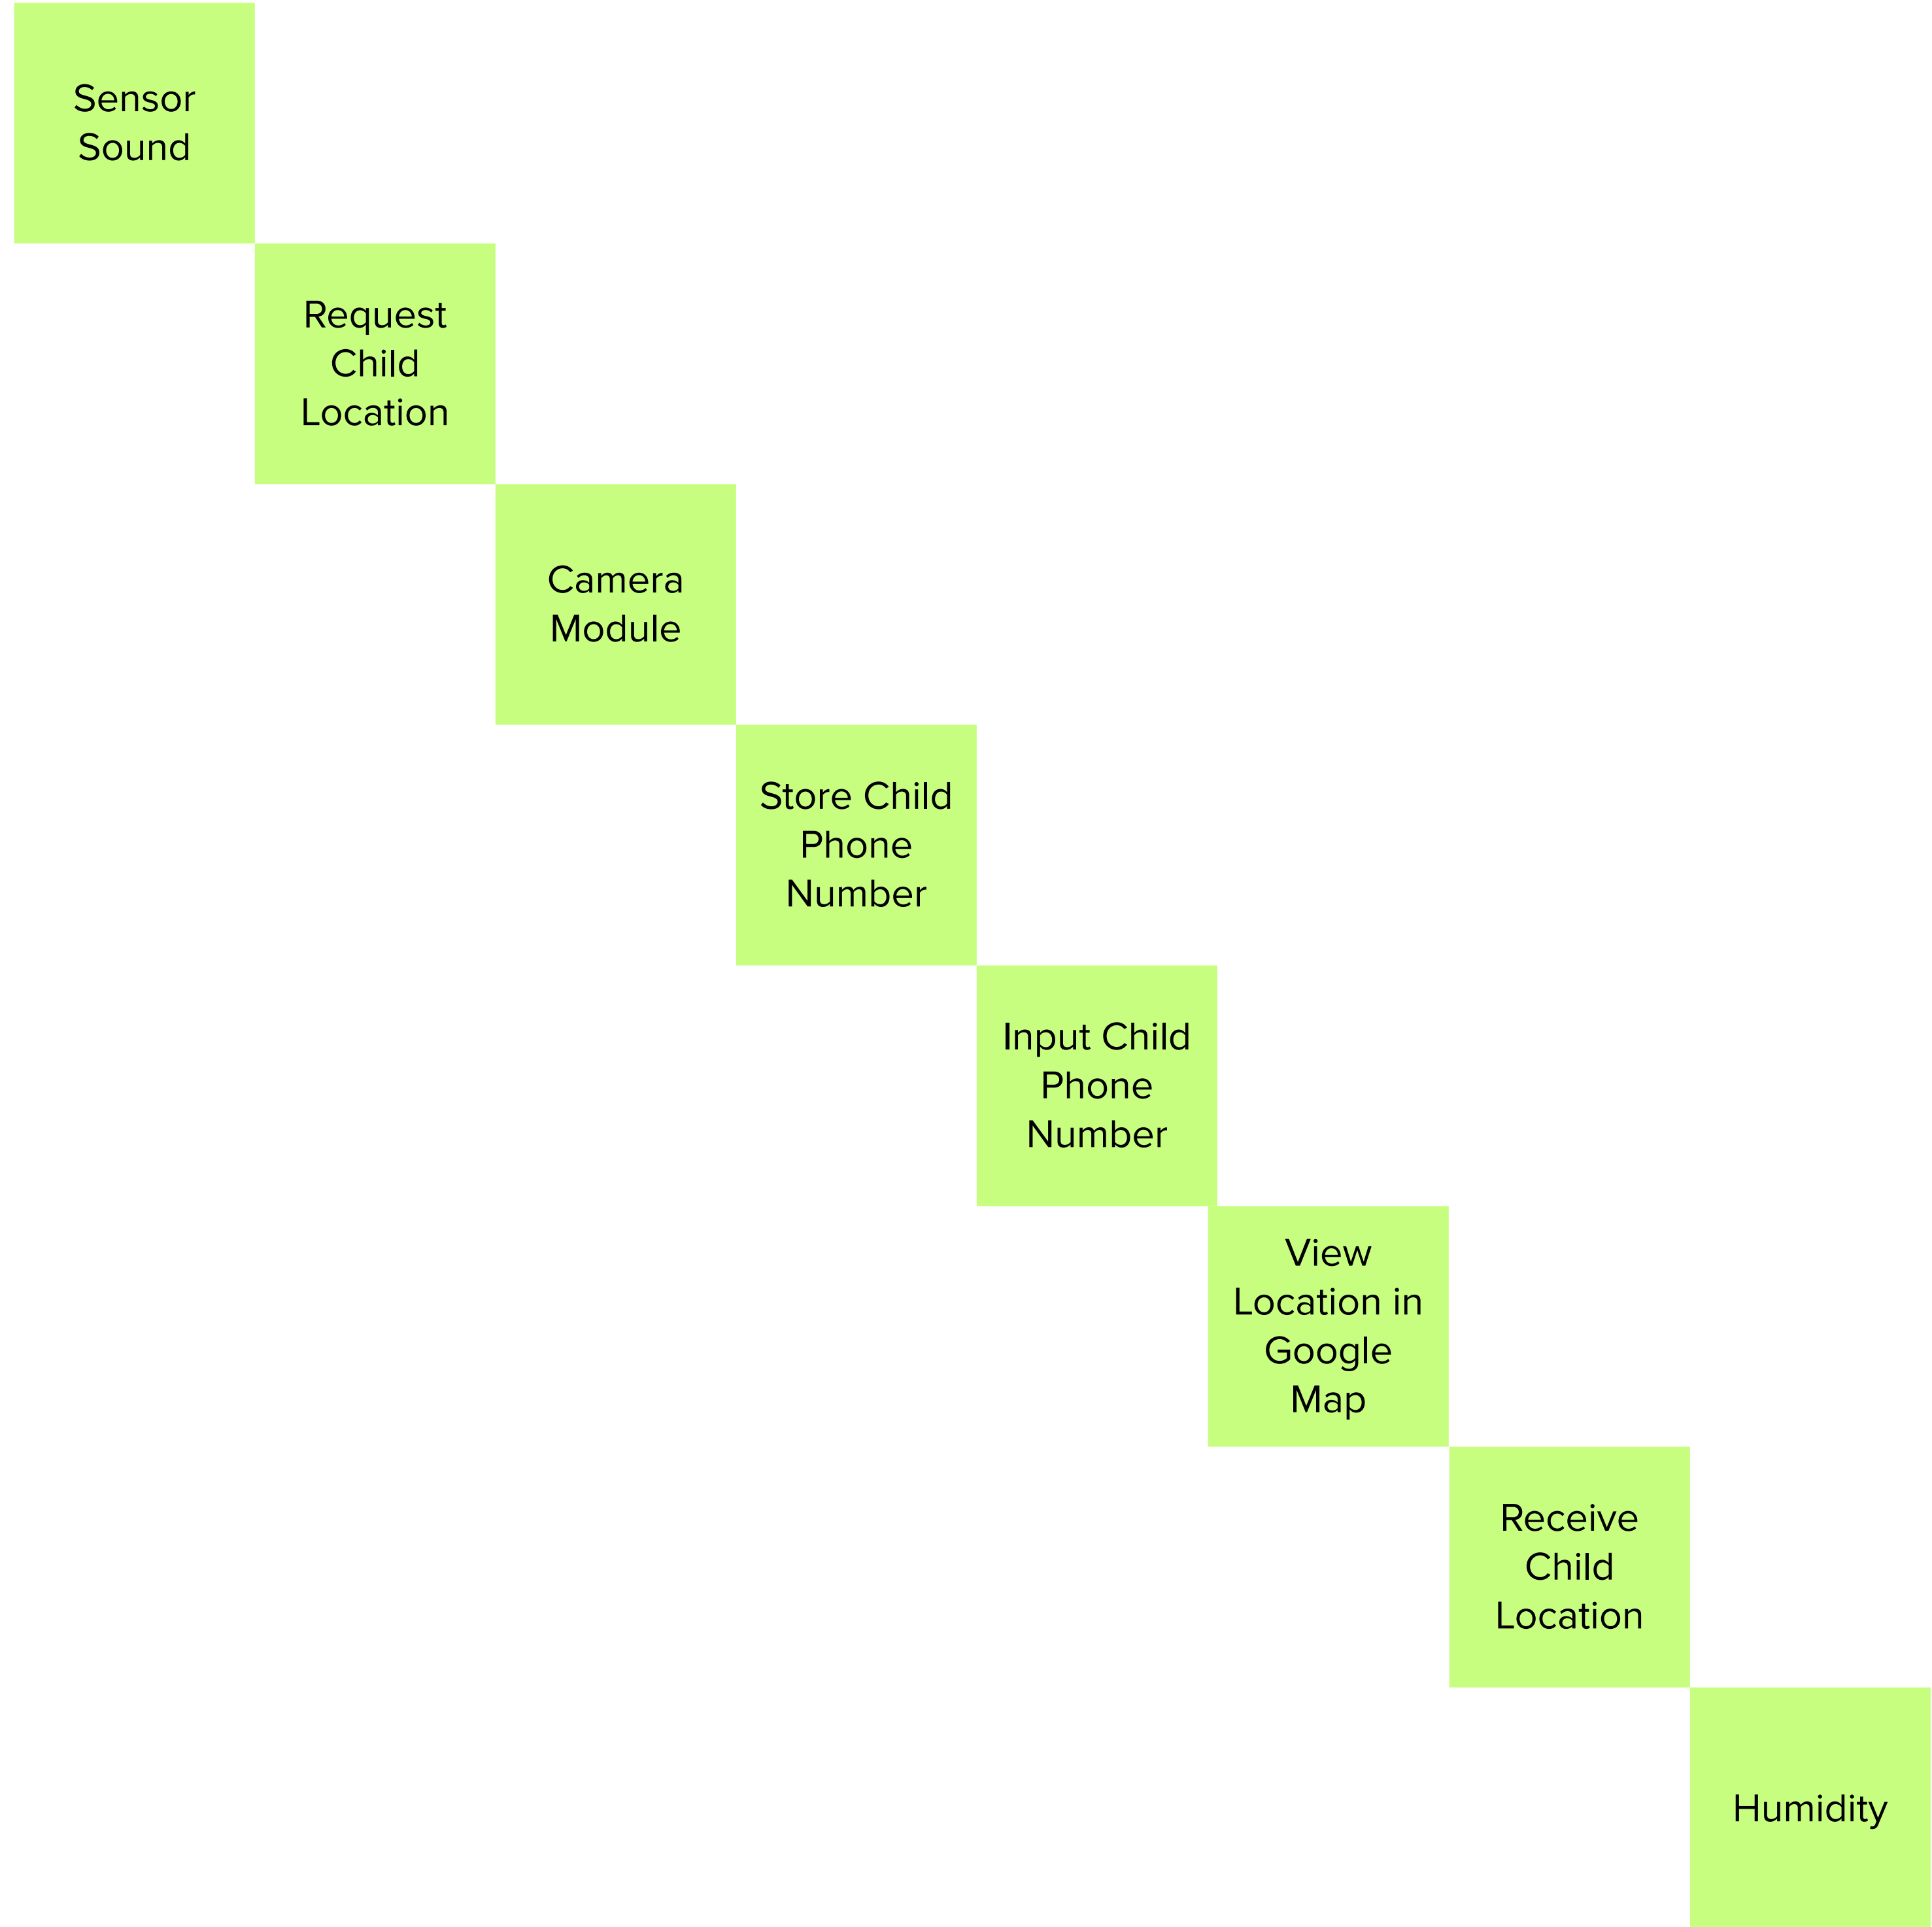 Sensor
Sound
Request
Child
Location
Camera
Module
Store Child
Phone
Number
Input Child
Phone
Number
View
Location in
Google
Map
Receive
Child
Location
Humidity